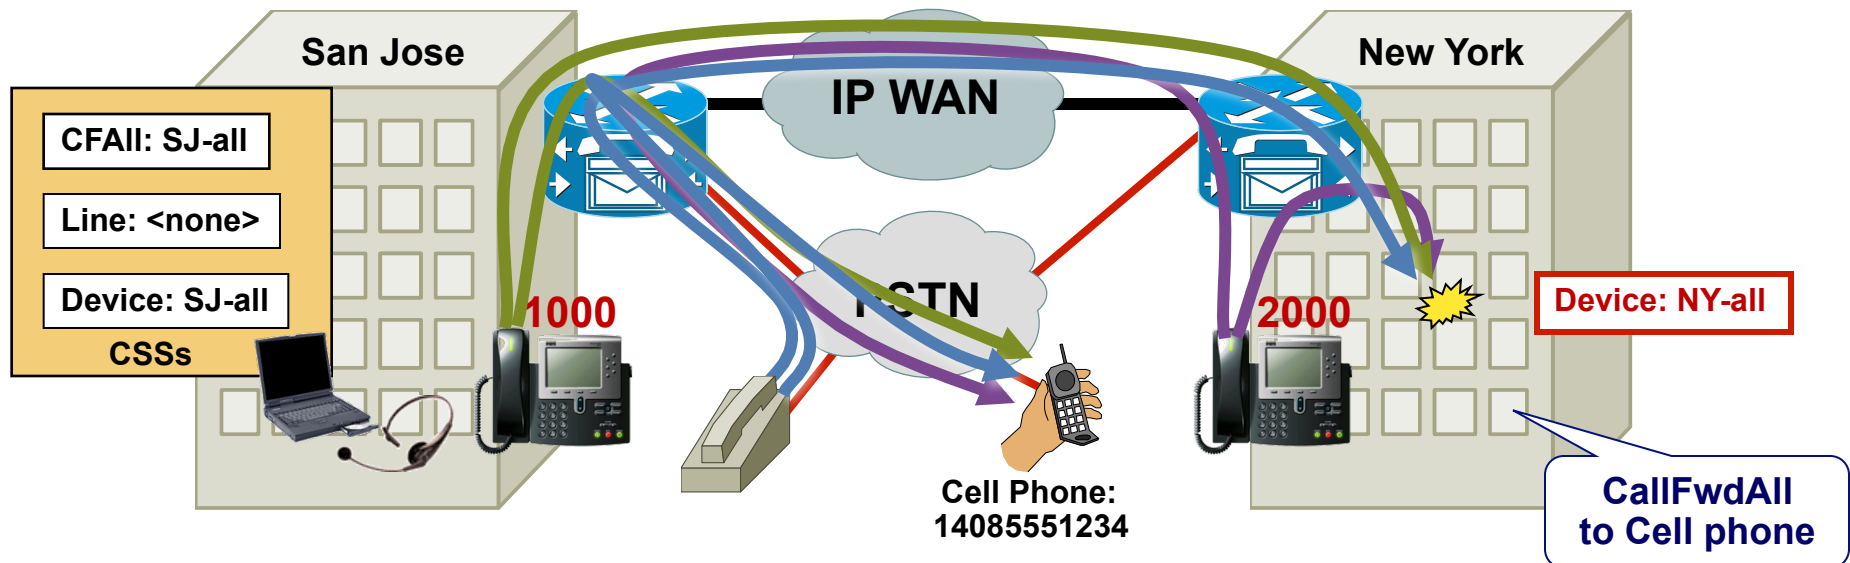 San Jose
New York
IP WAN
CFAll: SJ-all
Line: <none>
Device: SJ-all
CSSs
PSTN
1000
2000
Device: NY-all
Cell Phone:
14085551234
CallFwdAll
to Cell phone